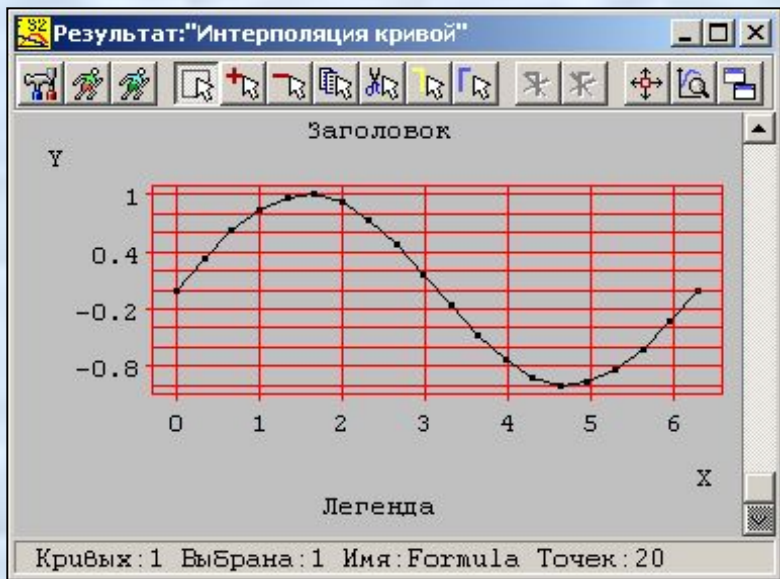 Результат:"Интерполяция кривой"
Заголовок
Y
1
0.4
-0.2
-0.8
0 1 2 3 4 5 6
X
Легенда
Кривых:1 Выбрана:1 Имя:Formula Точек:20